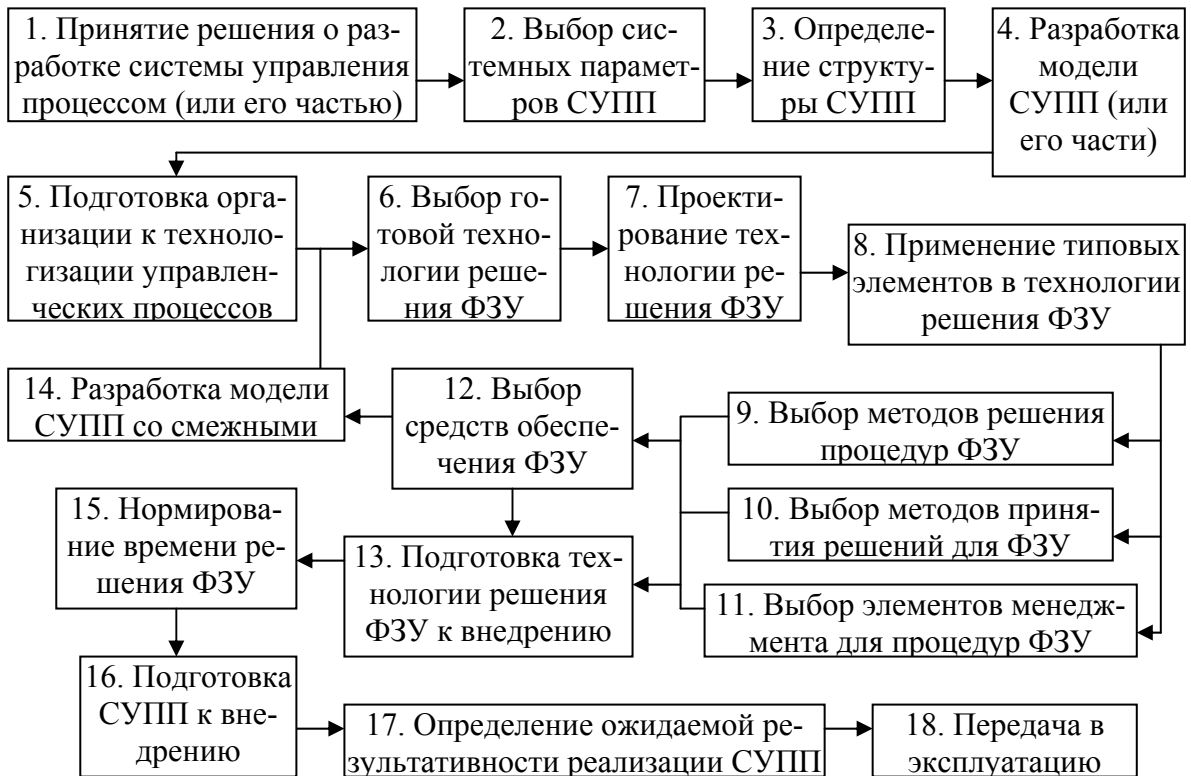 1. Принятие решения о раз-
работке системы управления
процессом (или его частью)
2. Выбор сис-
темных парамет-
ров СУПП
3. Определе-
ние структу-
ры СУПП
4. Разработка
модели
СУПП (или
его части)
5. Подготовка орга-
низации к техноло-
гизации управлен-
ческих процессов
6. Выбор го-
товой техно-
логии реше-
ния ФЗУ
7. Проекти-
рование тех-
нологии ре-
шения ФЗУ
8. Применение типовых
элементов в технологии
решения ФЗУ
14. Разработка модели
СУПП со смежными
12. Выбор
средств обеспе-
чения ФЗУ
9. Выбор методов решения
процедур ФЗУ
10. Выбор методов приня-
тия решений для ФЗУ
11. Выбор элементов менедж-
мента для процедур ФЗУ
15. Нормирова-
ние времени ре-
шения ФЗУ
13. Подготовка тех-
нологии решения
ФЗУ к внедрению
16. Подготовка
СУПП к вне-
дрению
17. Определение ожидаемой ре-
зультативности реализации СУПП
18. Передача в
эксплуатацию